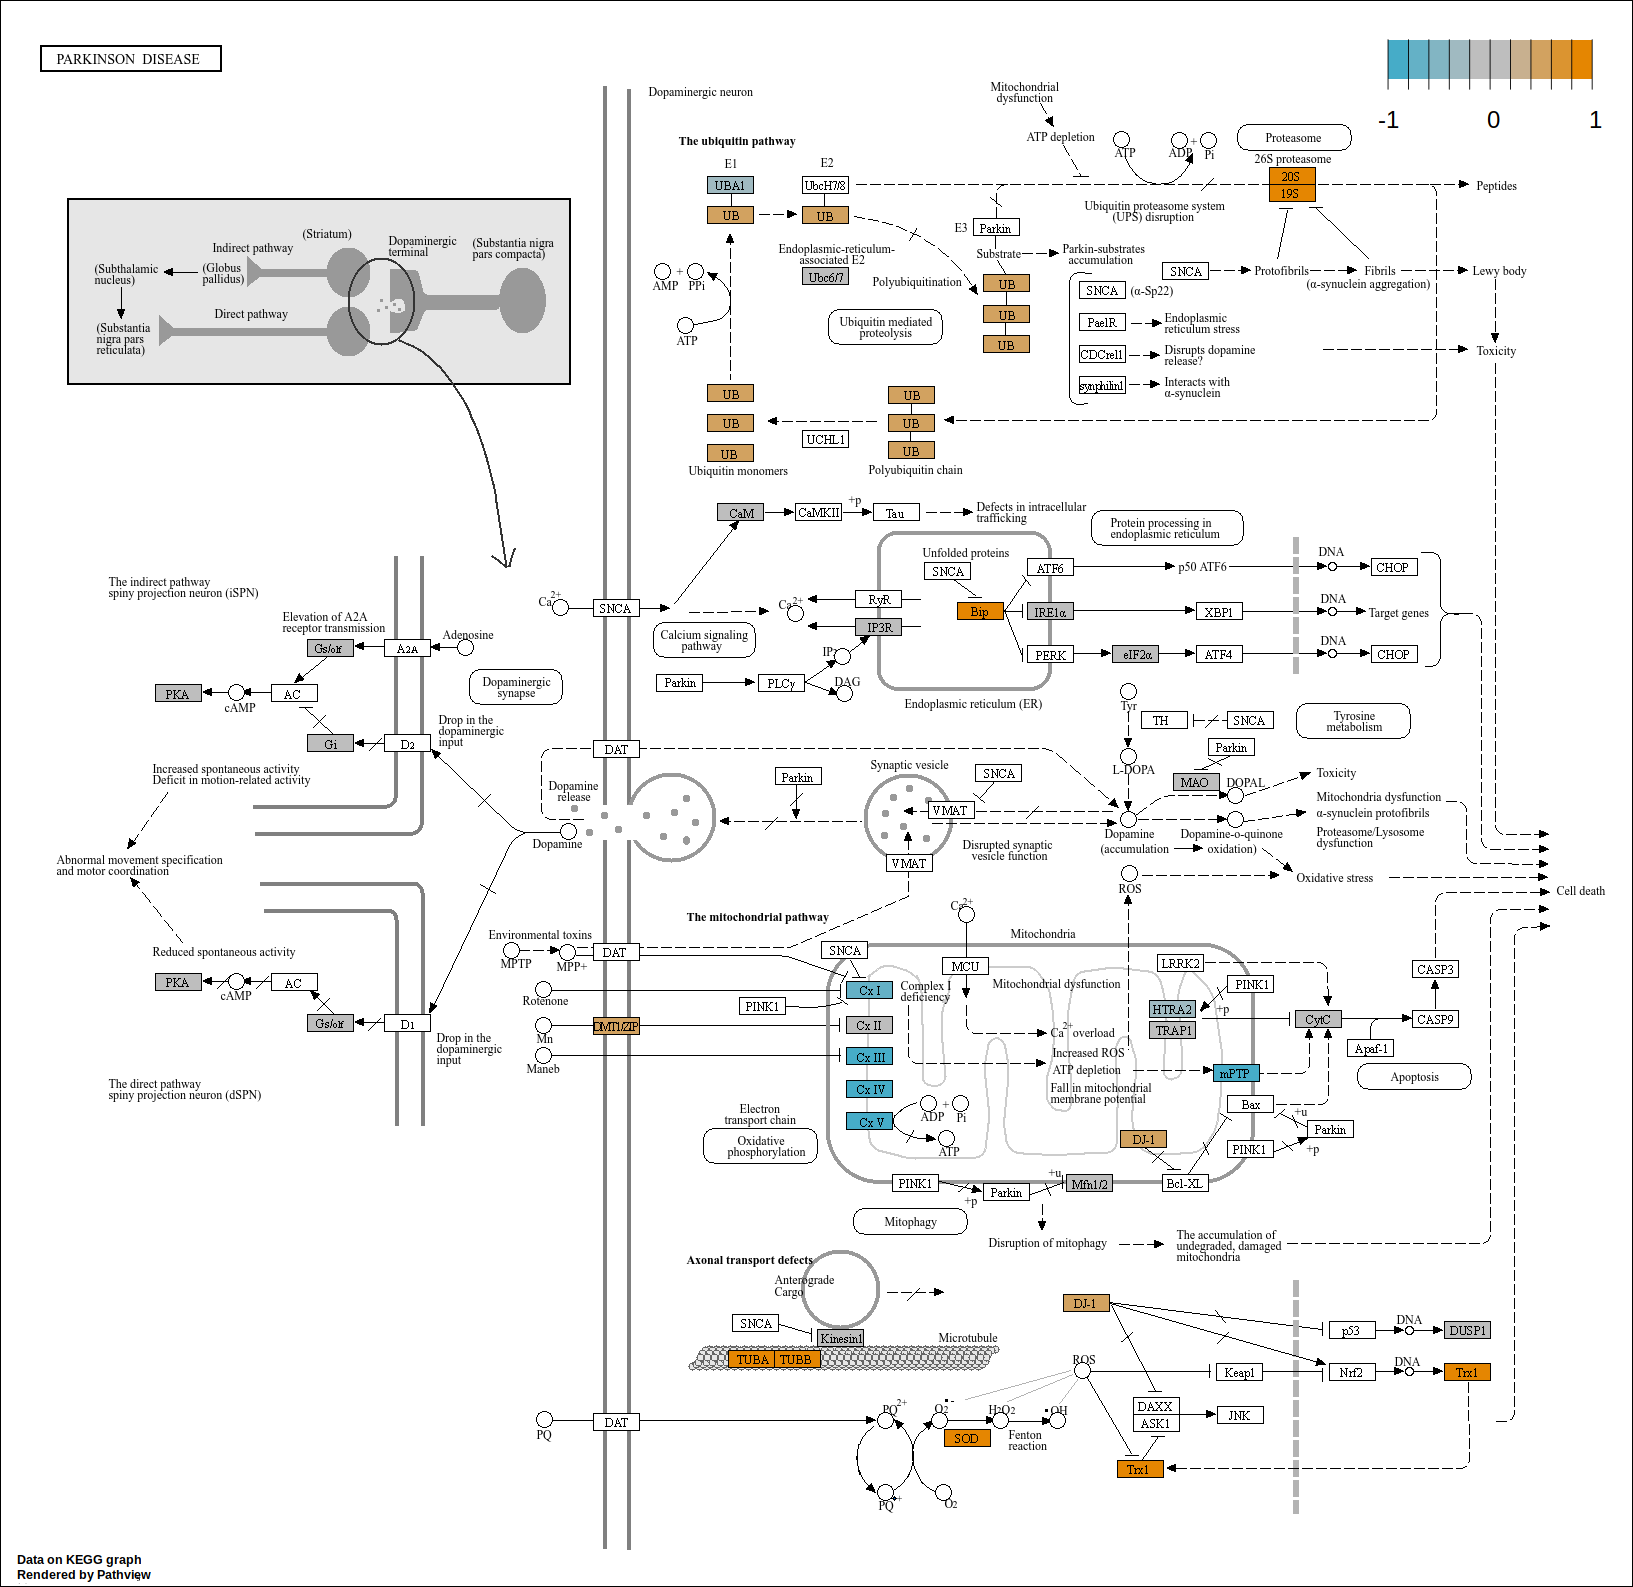 PARKINSON DISEASE
-1
0
1
Dopaminergic neuron
Mitochondrial
dysfunction
ATP depletion
ATP
ADP
+
Pi
Proteasome
26S proteasome
20S
19S
Peptides
The ubiquitin pathway
E1
E2
UBA1
UbcH7/8
UB
UB
Ubiquitin proteasome system
(UPS) disruption
E3
Parkin
Substrate
Parkin-substrates
accumulation
Endoplasmic-reticulum-
associated E2
Ubc6/7
Polyubiquitination
UB
UB
UB
SNCA
Protofibrils
Fibrils
(α-synuclein aggregation)
Lewy body
SNCA
(α-Sp22)
PaelR
Endoplasmic
reticulum stress
CDCrel1
Disrupts dopamine
release?
synphilin1
Interacts with
α-synuclein
Toxicity
AMP
+
PPi
ATP
Ubiquitin mediated
proteolysis
UB
UB
UB
Ubiquitin monomers
UCHL1
UB
UB
UB
Polyubiquitin chain
(Striatum)
Indirect pathway
Dopaminergic
terminal
(Substantia nigra
pars compacta)
(Subthalamic
nucleus)
(Globus
pallidus)
Direct pathway
(Substantia
nigra pars
reticulata)
CaM
CaMKII
+p
Tau
Defects in intracellular
trafficking
Protein processing in
endoplasmic reticulum
Unfolded proteins
SNCA
Bip
ATF6
p50 ATF6
DNA
CHOP
IRE1α
XBP1
DNA
Target genes
PERK
eIF2α
ATF4
DNA
CHOP
Ca2+
SNCA
Ca2+
RyR
IP3R
Calcium signaling
pathway
IP3
DAG
Parkin
PLCγ
Endoplasmic reticulum (ER)
The indirect pathway
spiny projection neuron (iSPN)
Elevation of A2A
receptor transmission
Gs/olf
A2A
Adenosine
PKA
cAMP
AC
Gi
D2
Drop in the
dopaminergic
input
Dopaminergic
synapse
Increased spontaneous activity
Deficit in motion-related activity
Abnormal movement specification
and motor coordination
Reduced spontaneous activity
PKA
cAMP
AC
Gs/olf
D1
Drop in the
dopaminergic
input
The direct pathway
spiny projection neuron (dSPN)
DAT
Dopamine
release
Dopamine
Parkin
Synaptic vesicle
SNCA
VMAT
VMAT
Disrupted synaptic
vesicle function
Tyr
TH
SNCA
Tyrosine
metabolism
Parkin
L-DOPA
MAO
DOPAL
Toxicity
Mitochondria dysfunction
α-synuclein protofibrils
Proteasome/Lysosome
dysfunction
Dopamine
(accumulation
Dopamine-o-quinone
oxidation)
Oxidative stress
ROS
Cell death
The mitochondrial pathway
Environmental toxins
MPTP
MPP+
DAT
Rotenone
Mn
DMT1/ZIP
Maneb
SNCA
PINK1
Cx I
Cx II
Cx III
Cx IV
Cx V
Complex I
deficiency
Ca2+
MCU
Mitochondria
Mitochondrial dysfunction
Ca2+ overload
Increased ROS
ATP depletion
Fall in mitochondrial
membrane potential
ADP
+
Pi
ATP
LRRK2
PINK1
HTRA2
+p
TRAP1
CytC
mPTP
CASP3
CASP9
Apaf-1
Apoptosis
Bax
+u
Parkin
PINK1
+p
DJ-1
Bcl-XL
Electron
transport chain
Oxidative
phosphorylation
PINK1
+p
Parkin
+u
Mfn1/2
Mitophagy
Disruption of mitophagy
The accumulation of
undegraded, damaged
mitochondria
Axonal transport defects
Anterograde
Cargo
SNCA
Kinesin1
TUBA
TUBB
Microtubule
DJ-1
p53
DNA
DUSP1
ROS
Keap1
Nrf2
DNA
Trx1
DAXX
ASK1
JNK
Trx1
PQ
DAT
PQ2+
O2•-
H2O2
•OH
SOD
Fenton
reaction
PQ•+
O2
Data on KEGG graph
Rendered by Pathview